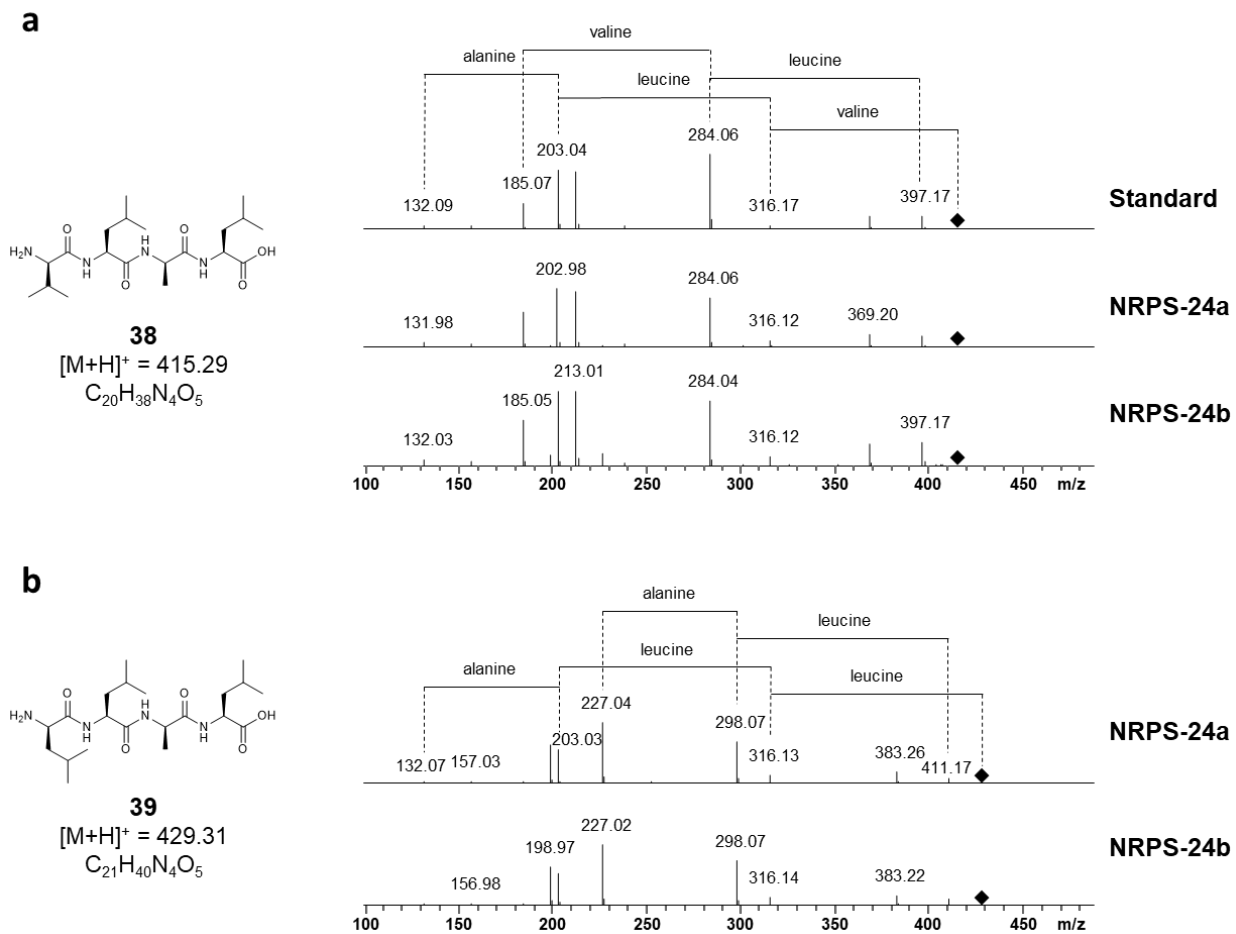 a
valine
alanine
leucine
leucine
valine
284.06
203.04
185.07
132.09
316.17
397.17
Standard
H₂N
O
H
N
O
OH
N
H
O
N
H
O
38
[M+H]⁺ = 415.29
C₂₀H₃₈N₄O₅
202.98
284.06
131.98
316.12
369.20
NRPS-24a
213.01
284.04
185.05
132.03
316.12
397.17
NRPS-24b
100 150 200 250 300 350 400 450 m/z
b
alanine
leucine
leucine
alanine
leucine
227.04
203.03
298.07
132.07
157.03
316.13
383.26
411.17
NRPS-24a
H₂N
O
H
N
O
OH
N
H
O
N
H
O
39
[M+H]⁺ = 429.31
C₂₁H₄₀N₄O₅
227.02
198.97
298.07
156.98
316.14
383.22
NRPS-24b
100 150 200 250 300 350 400 450 m/z